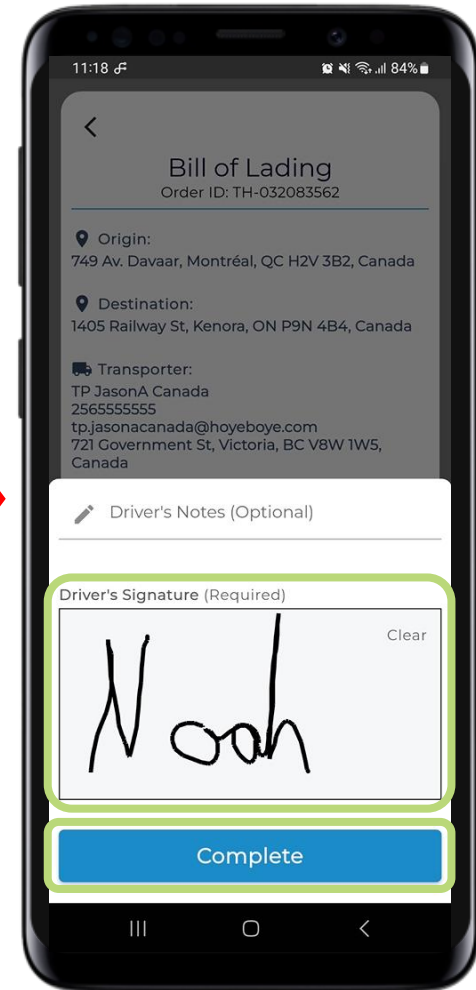 11:18
84%
Bill of Lading
Order ID: TH-032083562
Origin:
749 Av. Davaar, Montréal, QC H2V 3B2, Canada
Destination:
1405 Railway St, Kenora, ON P9N 4B4, Canada
Transporter:
TP JasonA Canada
2565555555
tp.jasonacanada@hoyeboye.com
721 Government St, Victoria, BC V8W 1W5,
Canada
Driver's Notes (Optional)
Driver's Signature (Required)
Clear
Noah
Complete